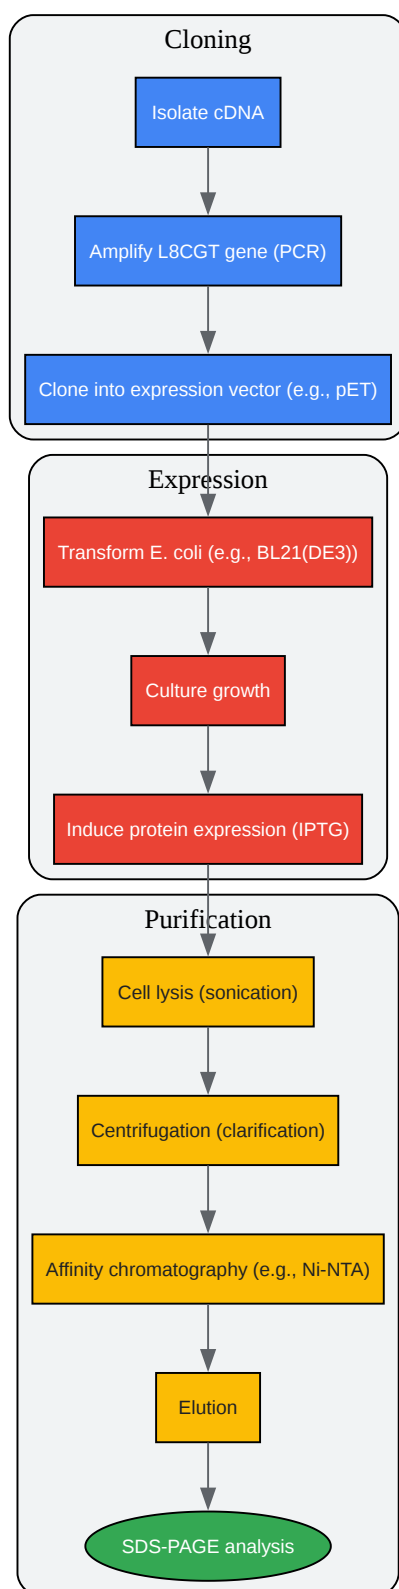 Cloning
Isolate cDNA
Amplify L8CGT gene (PCR)
Clone into expression vector (e.g., pET)
Expression
Transform E. coli (e.g., BL21(DE3))
Culture growth
Induce protein expression (IPTG)
Purification
Cell lysis (sonication)
Centrifugation (clarification)
Affinity chromatography (e.g., Ni-NTA)
Elution
SDS-PAGE analysis